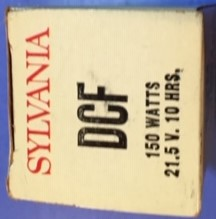 SYLVANIA
DCF
150 WATTS
21.5 V. 10 HRS.